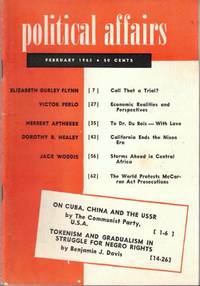 political affairs
FEBRUARY 1963 • 50 CENTS
ELIZABETH GURLEY FLYNN [7] Call That a Trial?
VICTOR PERLO [27] Economic Realities and
Perspectives
HERBERT APTHEKER [35] To Dr. Du Bois—With Love
DOROTHY R. HEALEY [43] California Ends the Nixon
Era
JACK WODDIS [56] Storms Ahead in Central
Africa
[62] The World Protests McCar-
ran Act Prosecutions
ON CUBA, CHINA AND THE USSR
by The Communist Party,
U.S.A. [1-6]
TOKENISM AND GRADUALISM IN
STRUGGLE FOR NEGRO RIGHTS
by Benjamin J. Davis [14-26]